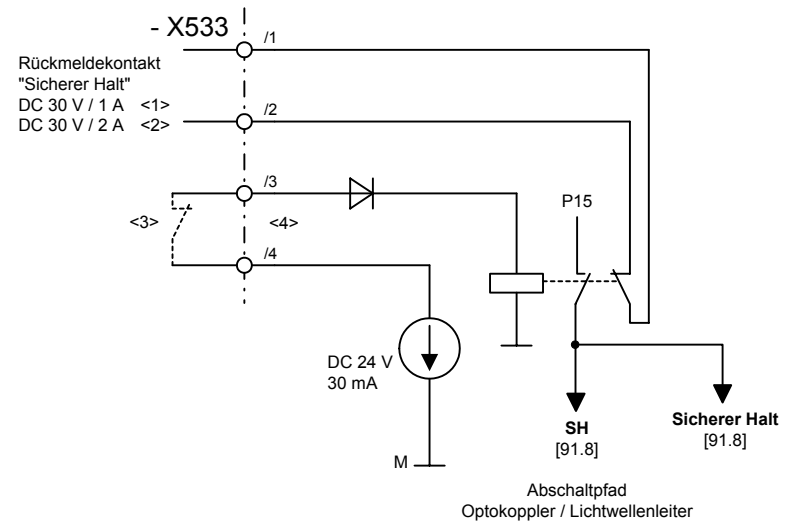 - X533
/1
Rückmeldekontakt
"Sicherer Halt"
DC 30 V / 1 A <1>
DC 30 V / 2 A <2>
/2
/3
<3>
<4>
/4
P15
DC 24 V
30 mA
M
SH
[91.8]
Sicherer Halt
[91.8]
Abschaltpfad
Optokoppler / Lichtwellenleiter